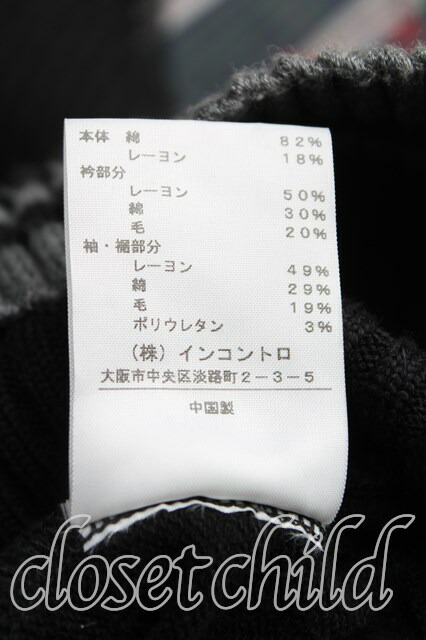 本体 綿 82%
レーヨン 18%
衿部分
レーヨン 50%
綿 30%
毛 20%
袖・裾部分
レーヨン 49%
綿 29%
毛 19%
ポリウレタン 3%
(株)インコントロ
大阪市中央区淡路町2-3-5
中国製
closet child